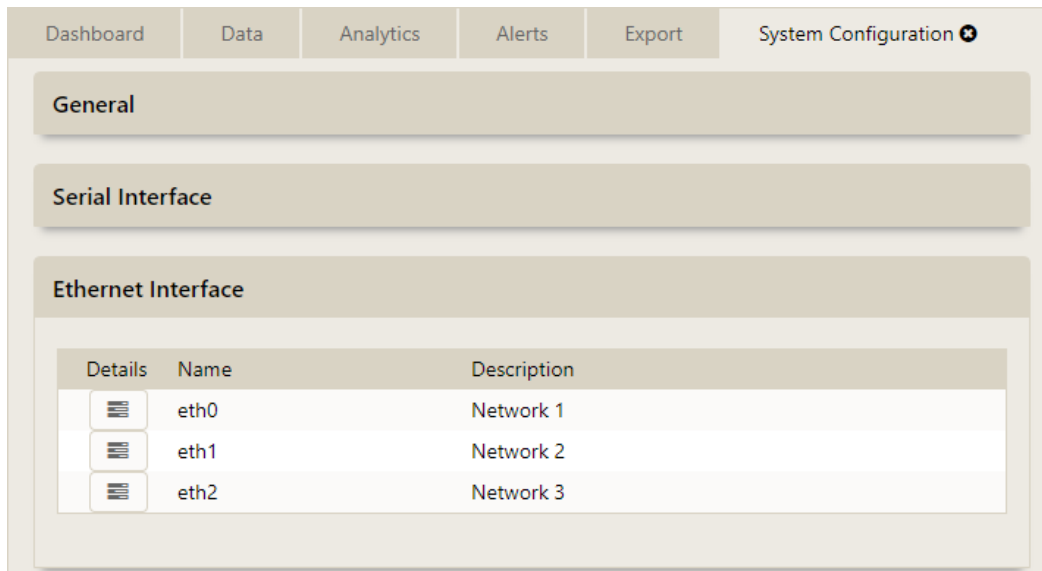 Dashboard Data Analytics Alerts Export System Configuration
General
Serial Interface
Ethernet Interface
Details Name Description
eth0 Network 1
eth1 Network 2
eth2 Network 3